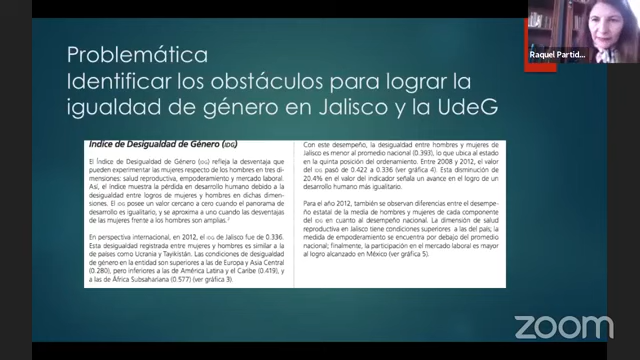 Raquel Partid...
Problemática
Identificar los obstáculos para lograr la
igualdad de género en Jalisco y la UdeG
Índice de Desigualdad de Género (IDG)
El Índice de Desigualdad de Género (IDG) refleja la desventaja que
pueden experimentar las mujeres respecto de los hombres en tres di-
mensiones: salud reproductiva, empoderamiento y mercado laboral.
Así, el índice muestra la pérdida en desarrollo humano debido a la
desigualdad entre logros de mujeres y hombres en dichas dimen-
siones. El IDG posee un valor cercano a cero cuando el panorama de
desarrollo es igualitario, y se aproxima a uno cuando las desventajas
de las mujeres frente a los hombres son amplias.
En perspectiva internacional, en 2012, el IDG de Jalisco fue de 0.336.
Esta desigualdad registrada entre mujeres y hombres es similar a la
de países como Ucrania y Tayikistán. Las condiciones de desigualdad
de género en la entidad son superiores a las de Europa y Asia Central
(0.280), pero inferiores a las de América Latina y el Caribe (0.419), y
a las de África Subsahariana (0.577) (ver gráfica 3).
Con este desempeño, la desigualdad entre hombres y mujeres de
Jalisco es menor al promedio nacional (0.393), lo que ubica al estado
en la quinta posición del ordenamiento. Entre 2008 y 2012, el valor
del IDG pasó de 0.422 a 0.336 (ver gráfica 4). Esta disminución de
20.4% en el valor del indicador señala un avance en el logro de un
desarrollo humano más igualitario.
Para el año 2012, también se observan diferencias entre el desempe-
ño estatal de la media de hombres y mujeres de cada componente
del IDG en cuanto al desempeño nacional. La dimensión de salud
reproductiva en Jalisco tiene condiciones superiores a las del país, la
medida de empoderamiento se encuentra por debajo del promedio
nacional; finalmente, la participación en el mercado laboral es mayor
al logro alcanzado en México (ver gráfica 5).
zoom